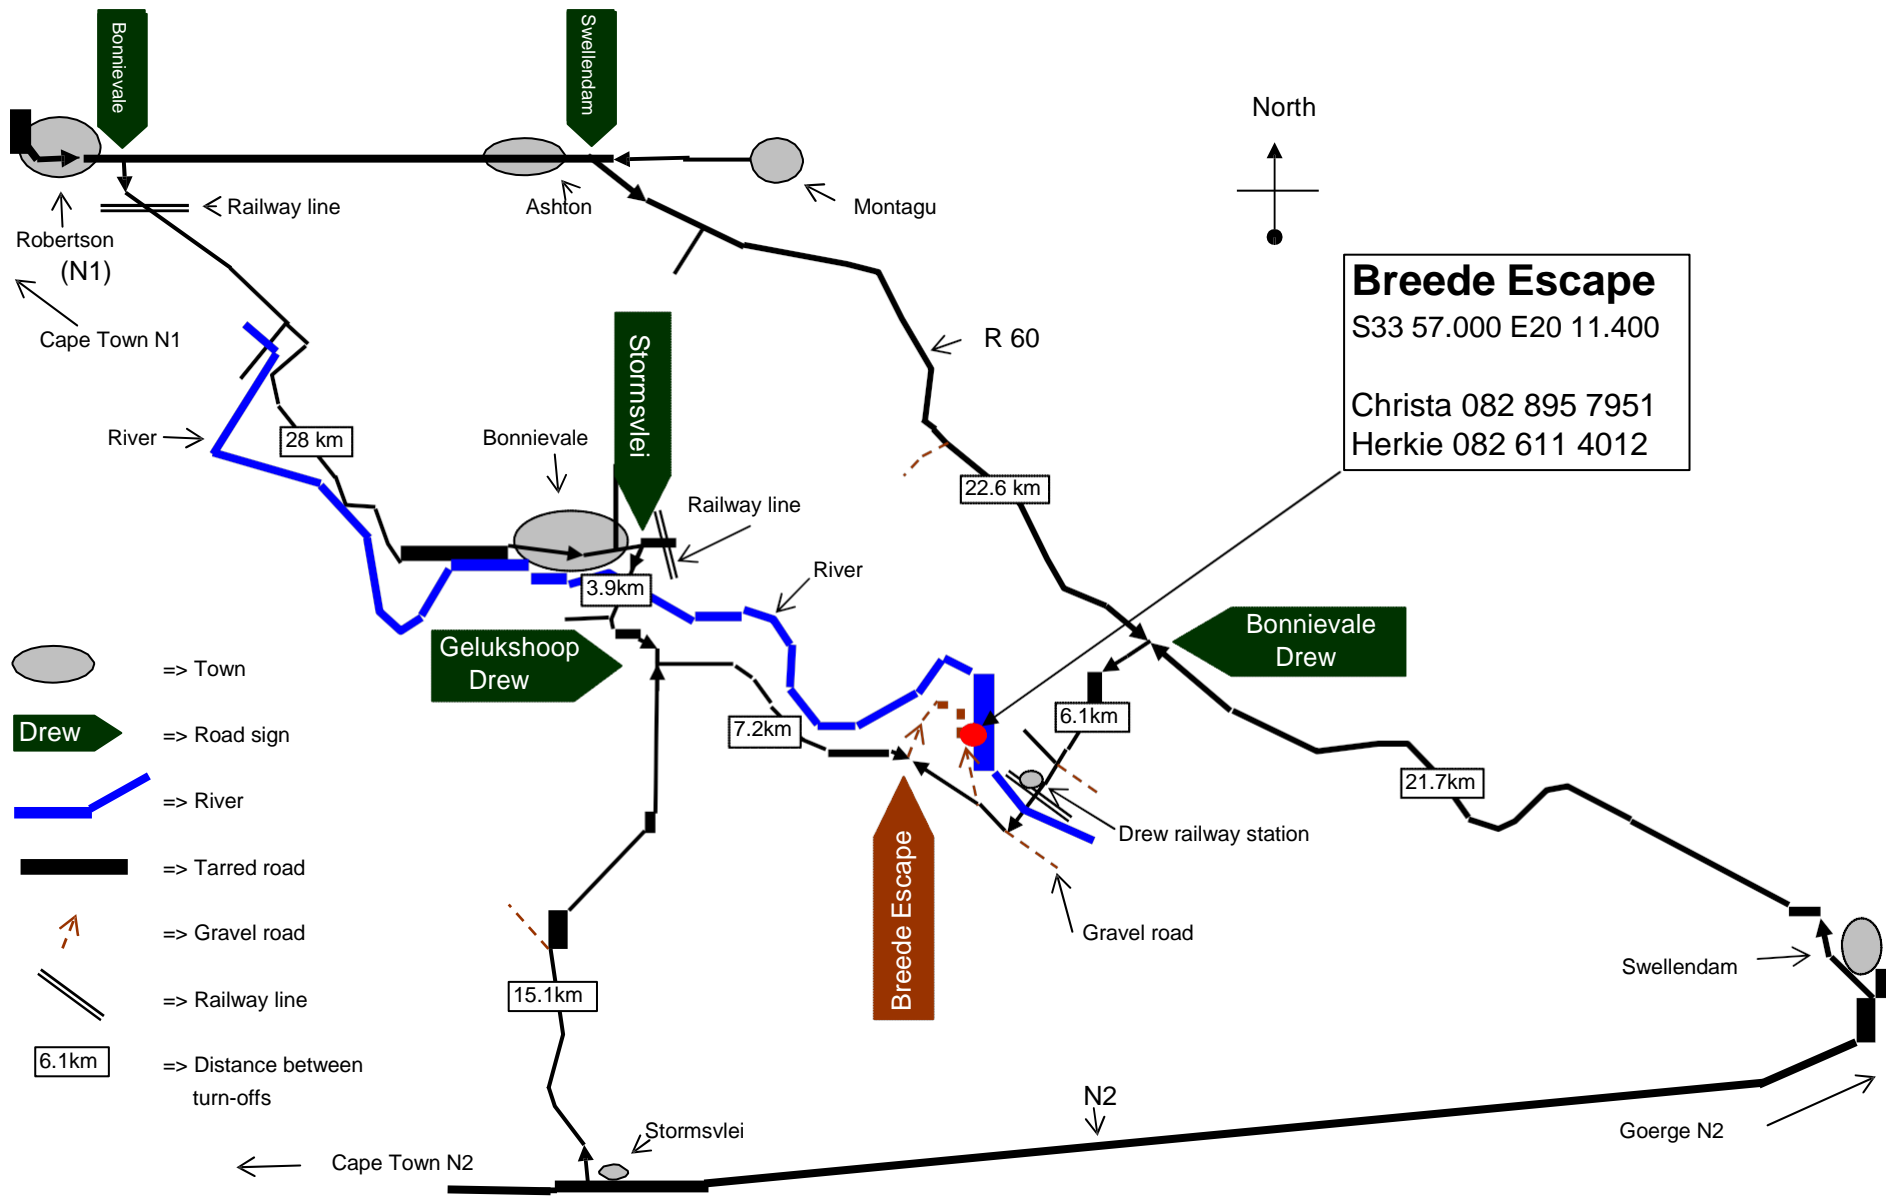 Bonnievale
Swellendam
North
Railway line
Ashton
Montagu
Robertson
(N1)
Cape Town N1
Breede Escape
S33 57.000 E20 11.400
Christa 082 895 7951
Herkie 082 611 4012
R 60
Stormsvlei
River
28 km
Bonnievale
22.6 km
Railway line
River
3.9km
Gelukshoop
Drew
Bonnievale
Drew
=> Town
Drew
=> Road sign
7.2km
6.1km
21.7km
=> River
Drew railway station
=> Tarred road
Breede Escape
=> Gravel road
Gravel road
Swellendam
=> Railway line
15.1km
6.1km
=> Distance between
turn-offs
N2
Stormsvlei
Goerge N2
Cape Town N2